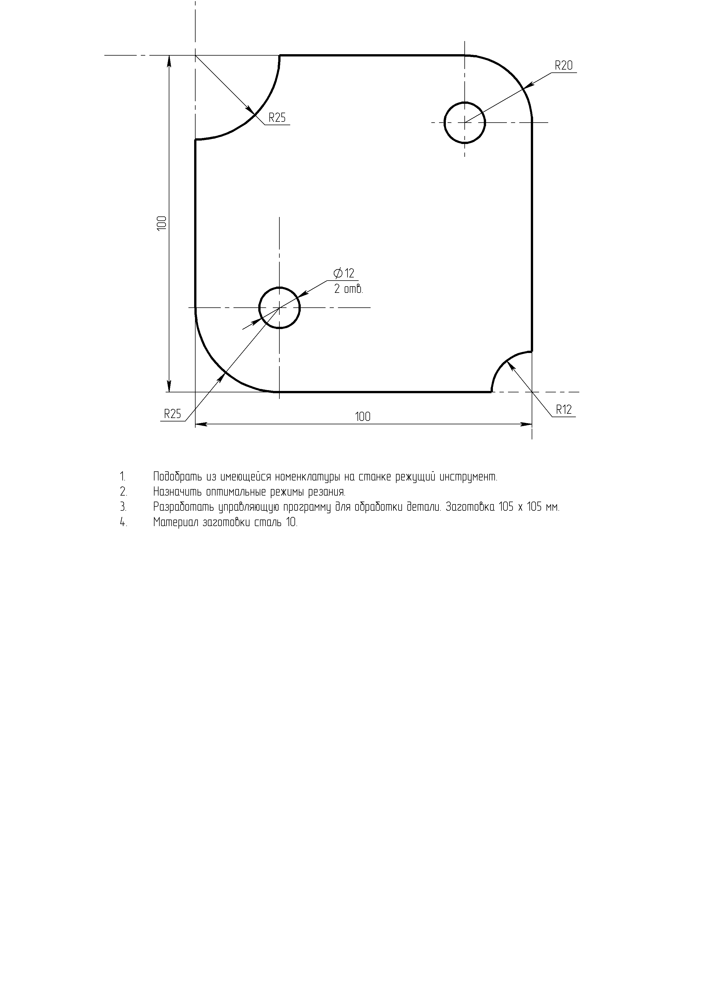 R20
R25
100
⌀12
2 отв.
R25
100
R12
1. Подобрать из имеющейся номенклатуры на станке режущий инструмент.
2. Назначить оптимальные режимы резания.
3. Разработать управляющую программу для обработки детали. Заготовка 105 х 105 мм.
4. Материал заготовки сталь 10.